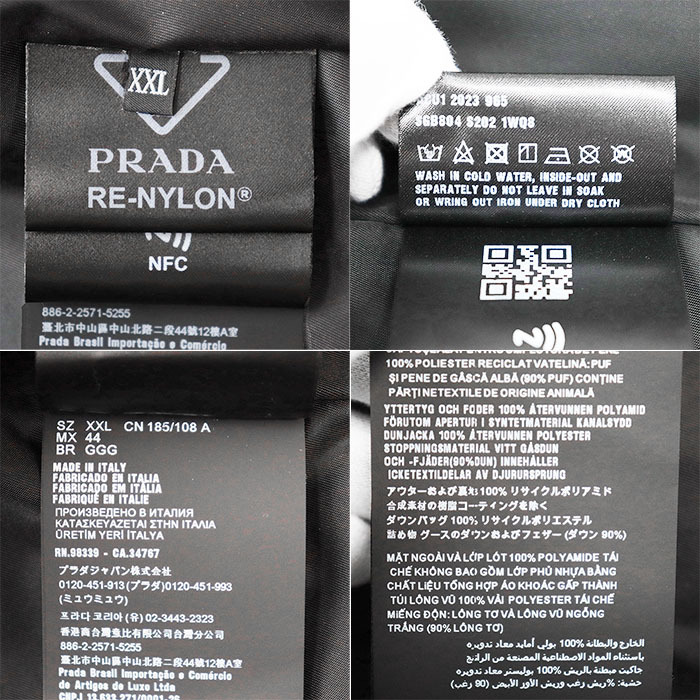 XXL
PRADA
RE-NYLON®
NFC
886-2-2571-5255
臺北市中山區中山北路二段44號12樓A室
Prada Brasil Importação e Comércio
2023 965
SGB804 S202 1WQ8
WASH IN COLD WATER, INSIDE-OUT AND
SEPARATELY DO NOT LEAVE IN SOAK
OR WRING OUT IRON UNDER DRY CLOTH
SZ XXL CN 185/108 A
MX 44
BR GGG
MADE IN ITALY
FABRICADO EN ITALIA
FABRICADO EM ITÁLIA
FABRIQUÉ EN ITALIE
ПРОИЗВЕДЕНО В ИТАЛИЯ
ΚΑΤΑΣΚΕΥΑΖΕΤΑΙ ΣΤΗΝ ΙΤΑΛΙΑ
ÜRETİM YERİ İTALYA
RN.98339 - CA.34767
プラダジャパン株式会社
0120-451-913 (プラダ) 0120-451-993
(ミュウミュウ)
프라다 코리아 (유) 02-3443-2323
886-2-2571-5255
臺北市中山區中山北路二段44號12樓A室
Prada Brasil Importação e Comércio
de Artigos de Luxo Ltda
100% POLIESTER RECICLAT VATELINĂ: PUF
ȘI PENE DE GÂSCĂ ALBĂ (90% PUF) CONȚINE
PĂRȚI NETEXTILE DE ORIGINE ANIMALĂ
YTTERTYG OCH FODER 100% ÅTERVUNNEN POLYAMID
FÖRUTOM APERTUR I SYNTETMATERIAL KANALSYDD
DUNJACKA 100% ÅTERVUNNEN POLYESTER
STOPPNINGSMATERIAL VITT GÅSDUN
OCH -FJÄDER(90%DUN) INNEHÅLLER
ICKETEXTILDELAR AV DJURURSPRUNG
アウターおよび裏地100% リサイクルポリアミド
合成素材の樹脂コーティングを除く
ダウンバッグ 100% リサイクルポリエステル
詰め物 グースのダウンおよびフェザー (ダウン 90%)
MẶT NGOÀI VÀ LỚP LÓT 100% POLYAMIDE TÁI
CHẾ KHÔNG BAO GỒM LỚP PHỦ NHỰA BẰNG
CHẤT LIỆU TỔNG HỢP ÁO KHOÁC GẤP THÀNH
TÚI LÔNG VŨ 100% VẢI POLYESTER TÁI CHẾ
MIẾNG ĐỘN: LÔNG TƠ VÀ LÔNG VŨ NGỖNG
TRẮNG (90% LÔNG TƠ)
الخارج والبطانة 100% بولي أمايد معاد تدويره